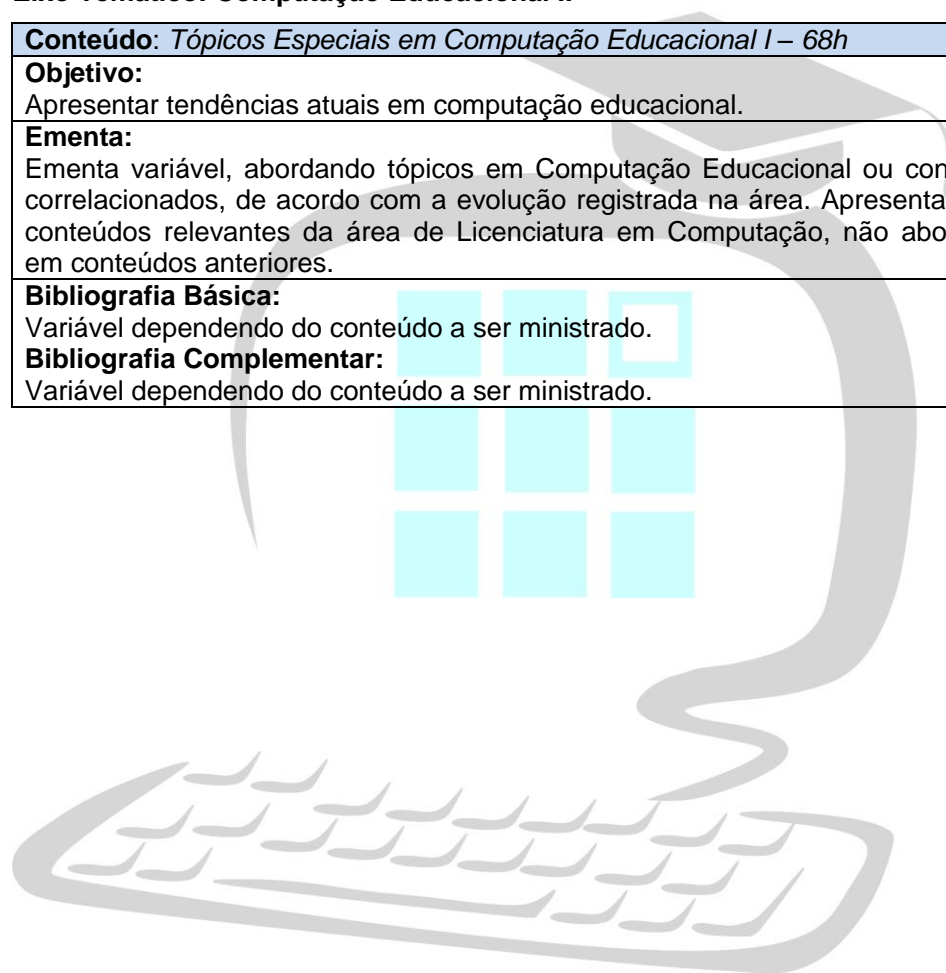 Conteúdo: Tópicos Especiais em Computação Educacional I – 68h
Objetivo:
Apresentar tendências atuais em computação educacional.
Ementa:
Ementa variável, abordando tópicos em Computação Educacional ou
correlacionados, de acordo com a evolução registrada na área.
conteúdos relevantes da área de Licenciatura em Computação, não
em conteúdos anteriores.
Bibliografia Básica:
Variável dependendo do conteúdo a ser ministrado.
Bibliografia Complementar:
Variável dependendo do conteúdo a ser ministrado.